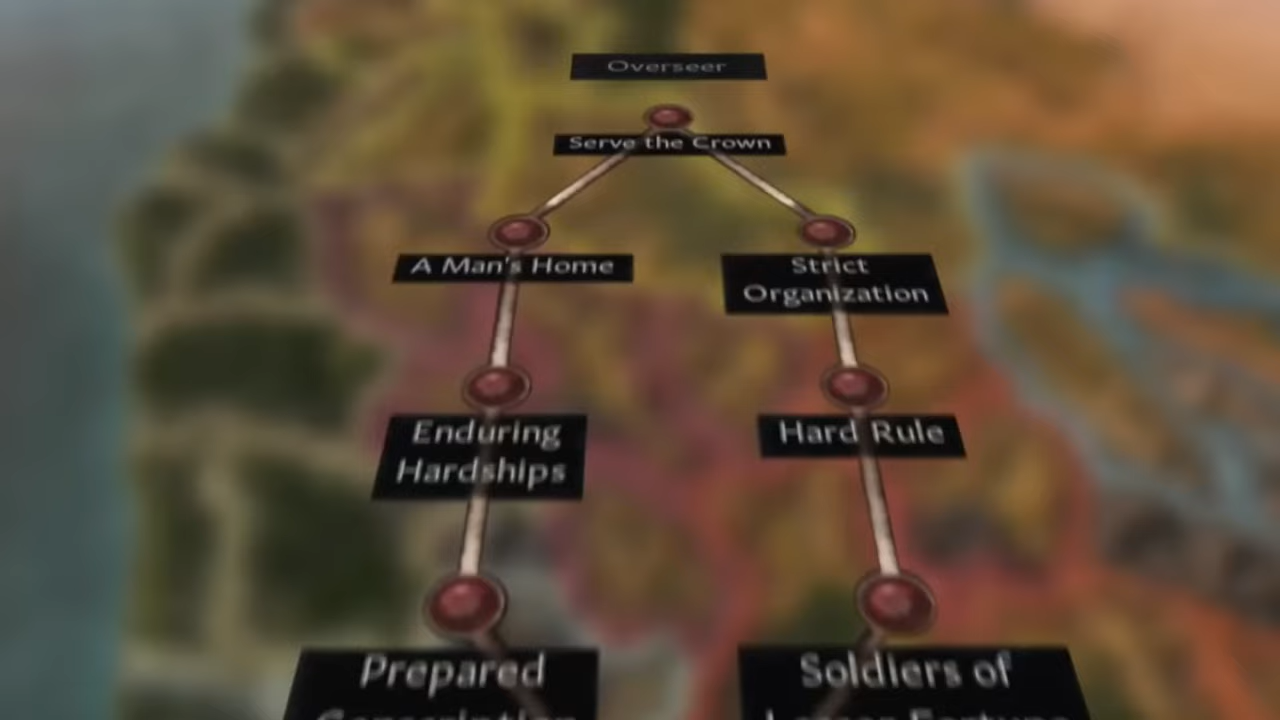 Overseer
Serve the Crown
A Man's Home
Strict
Organization
Enduring
Hardships
Hard Rule
Prepared
Soldiers of